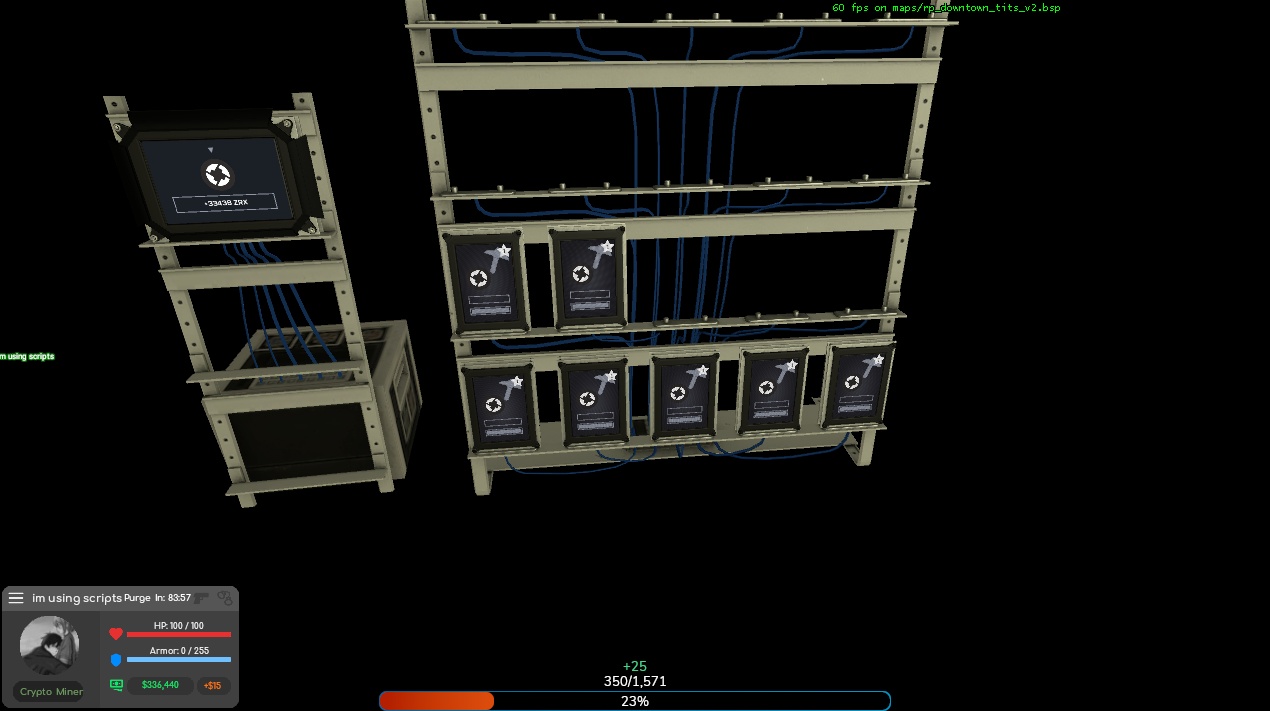 60 fps on maps/rp_downtown_tits_v2.bsp
+33438 ZRX
m using scripts
im using scripts Purge In: 83:57
HP: 100 / 100
Armor: 0 / 255
$336,440 +$15
Crypto Miner
+25
350/1,571
23%